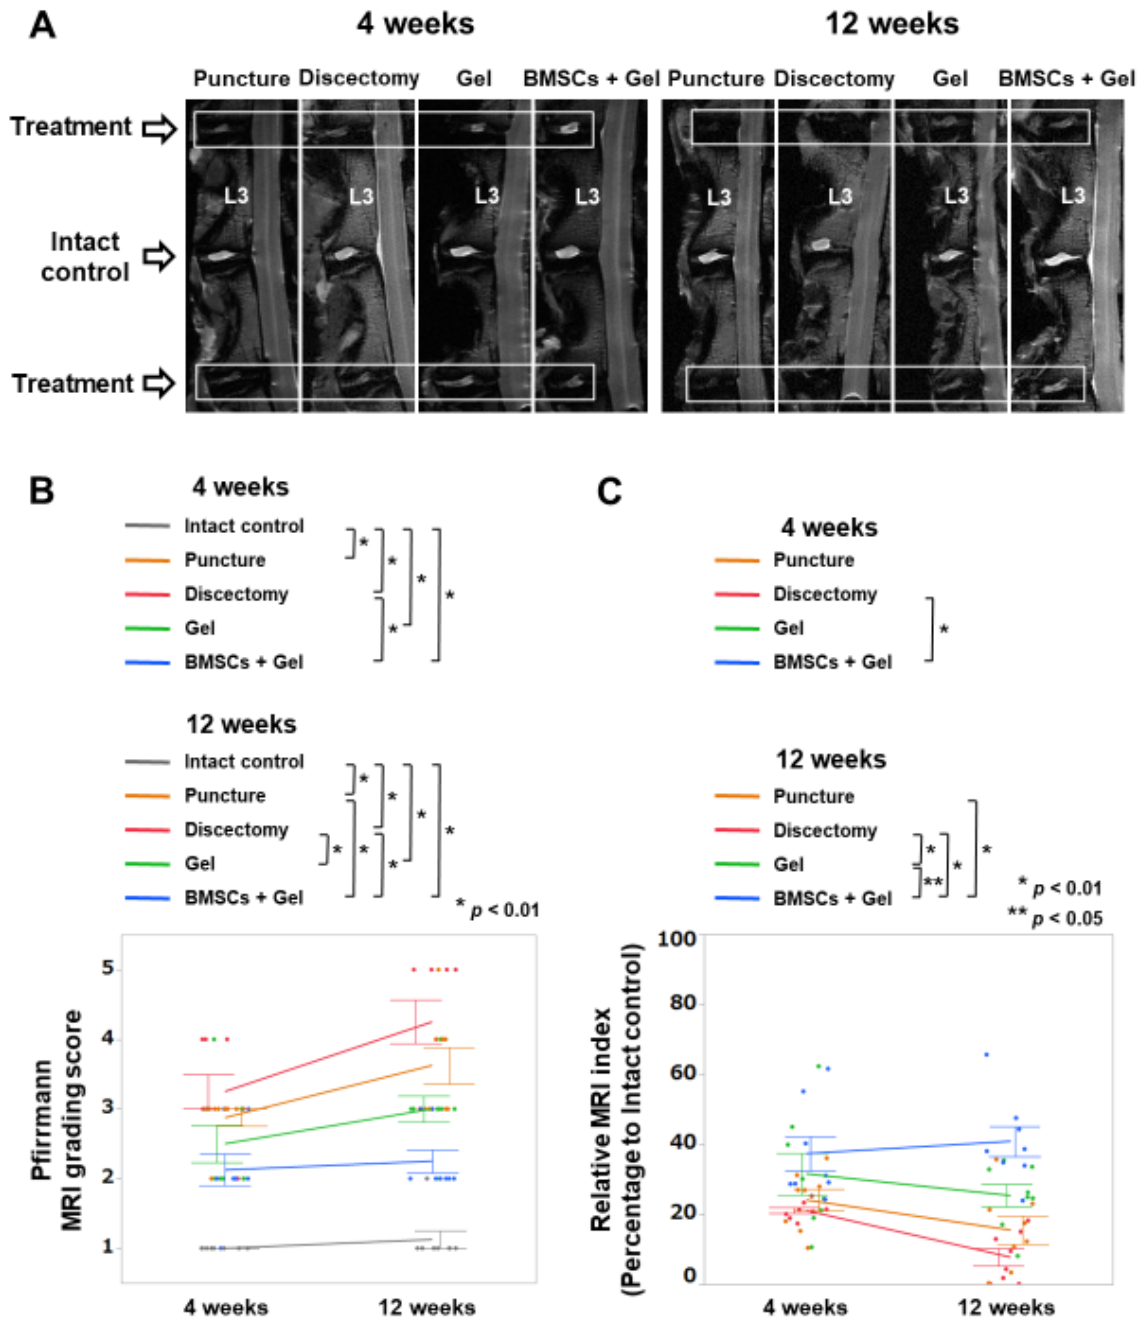 A
4 weeks
12 weeks
Puncture Discectomy Gel BMSCs + Gel Puncture Discectomy Gel BMSCs + Gel
Treatment
L3 L3 L3 L3 L3 L3 L3 L3
Intact
control
Treatment
B
4 weeks
Intact control
Puncture
Discectomy
Gel
BMSCs + Gel
* * * * *
12 weeks
Intact control
Puncture
Discectomy
Gel
BMSCs + Gel
* * * * * * *
* p < 0.01
Pfirrmann
MRI grading score
5
4
3
2
1
4 weeks 12 weeks
C
4 weeks
Puncture
Discectomy
Gel
BMSCs + Gel
*
12 weeks
Puncture
Discectomy
Gel
BMSCs + Gel
* ** * *
* p < 0.01
** p < 0.05
Relative MRI index
(Percentage to Intact control)
100
80
60
40
20
0
4 weeks 12 weeks